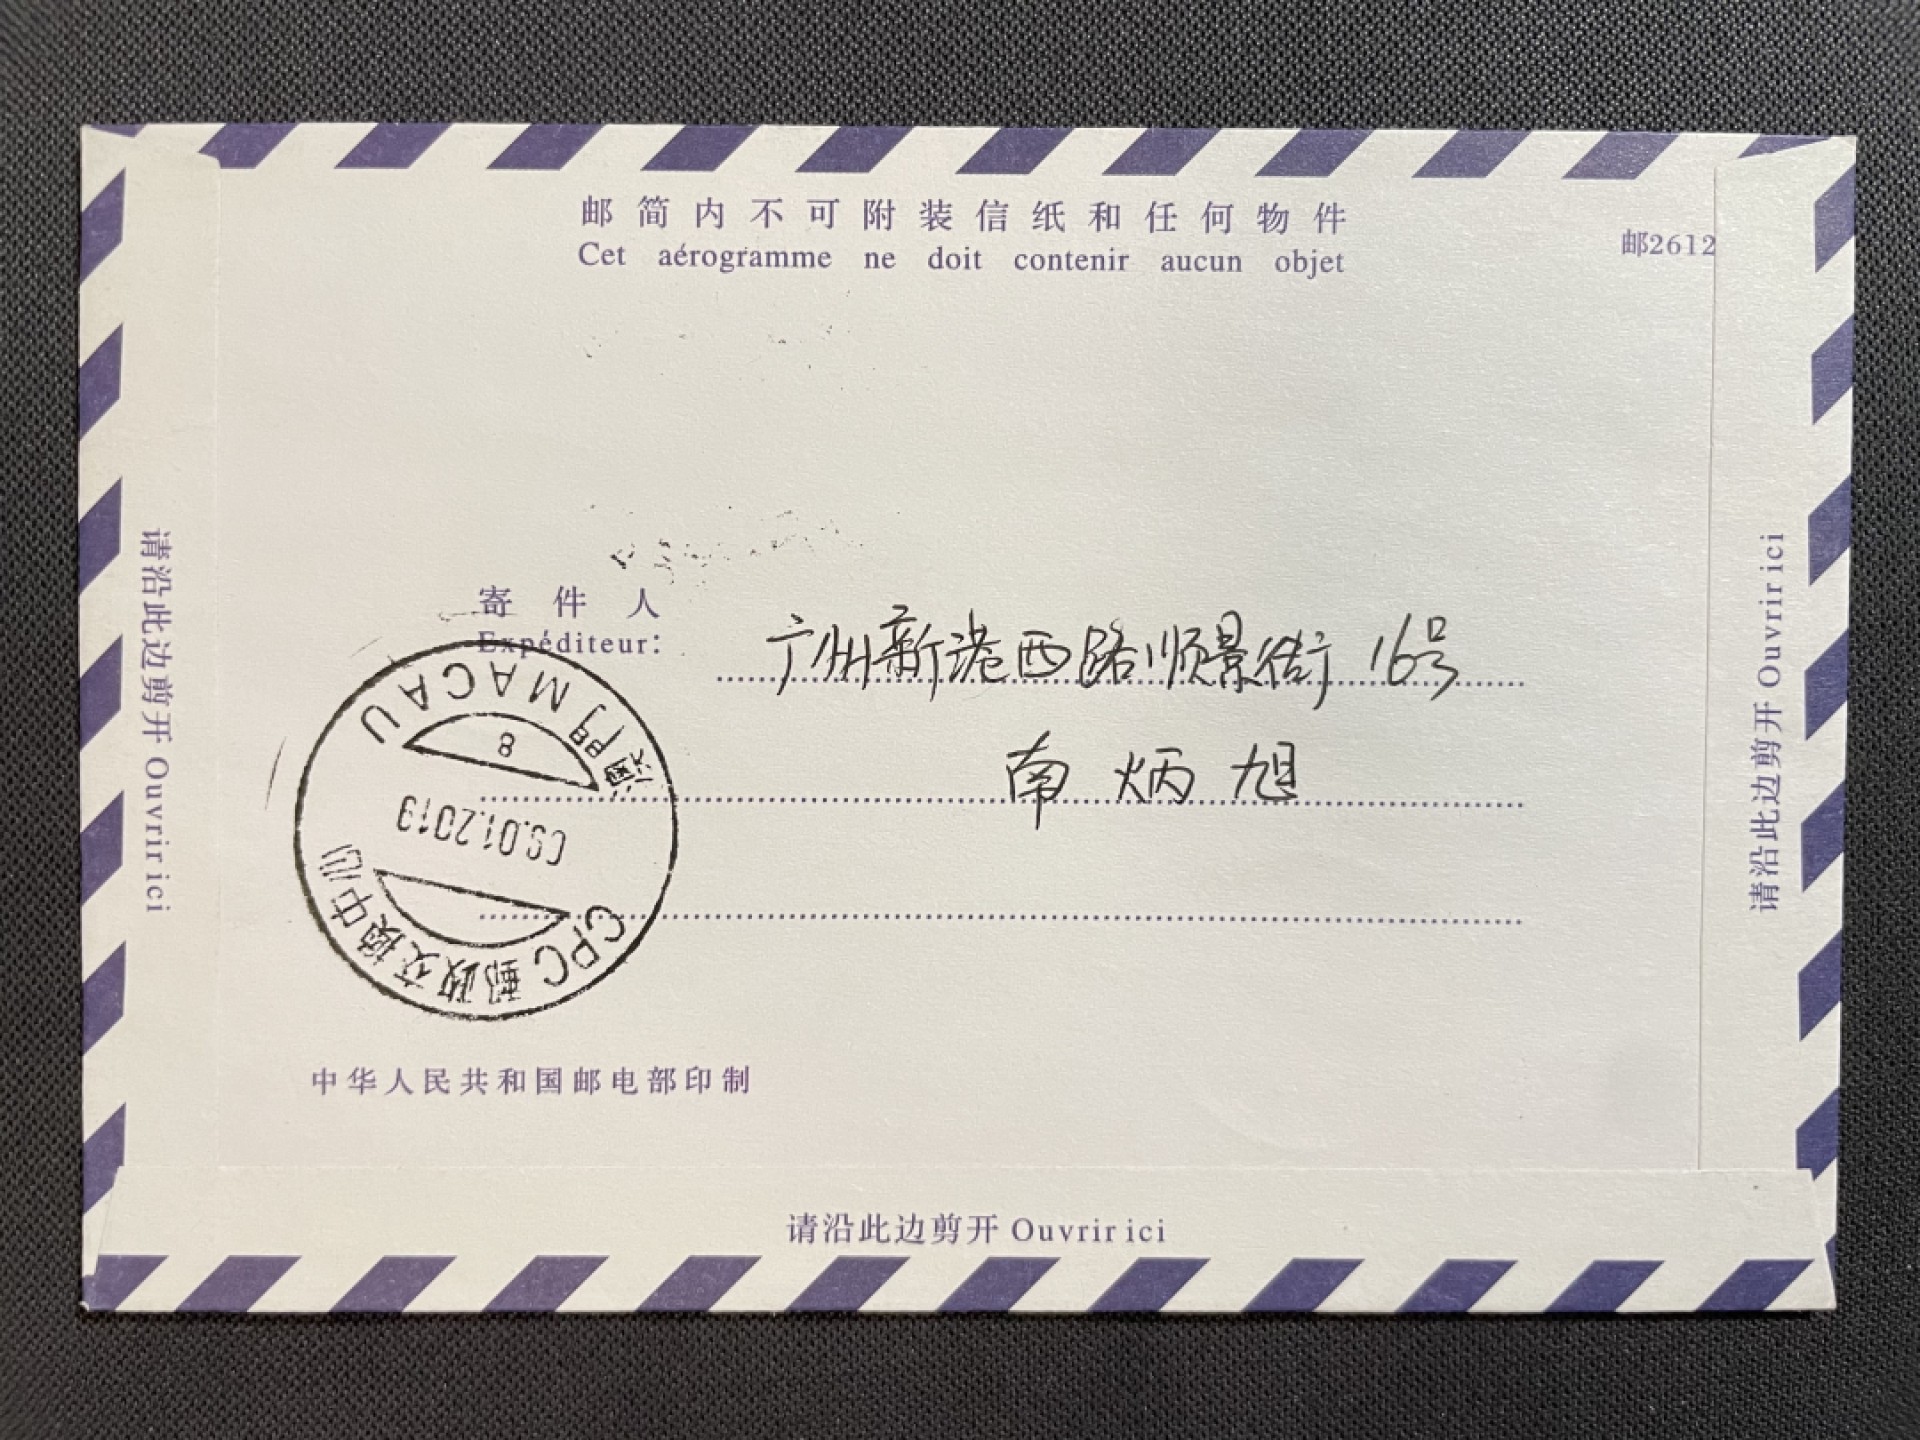 邮简内不可附装信纸和任何物件
Cet aérogramme ne doit contenir aucun objet
邮2612
请沿此边剪开 Ouvrir ici
寄件人
Expéditeur:
广州新港西路顺景街 16号
南炳旭
澳門 MACAU
8
09.01.2019
CPC 郵政交換中心
中华人民共和国邮电部印制
请沿此边剪开 Ouvrir ici
请沿此边剪开 Ouvrir ici